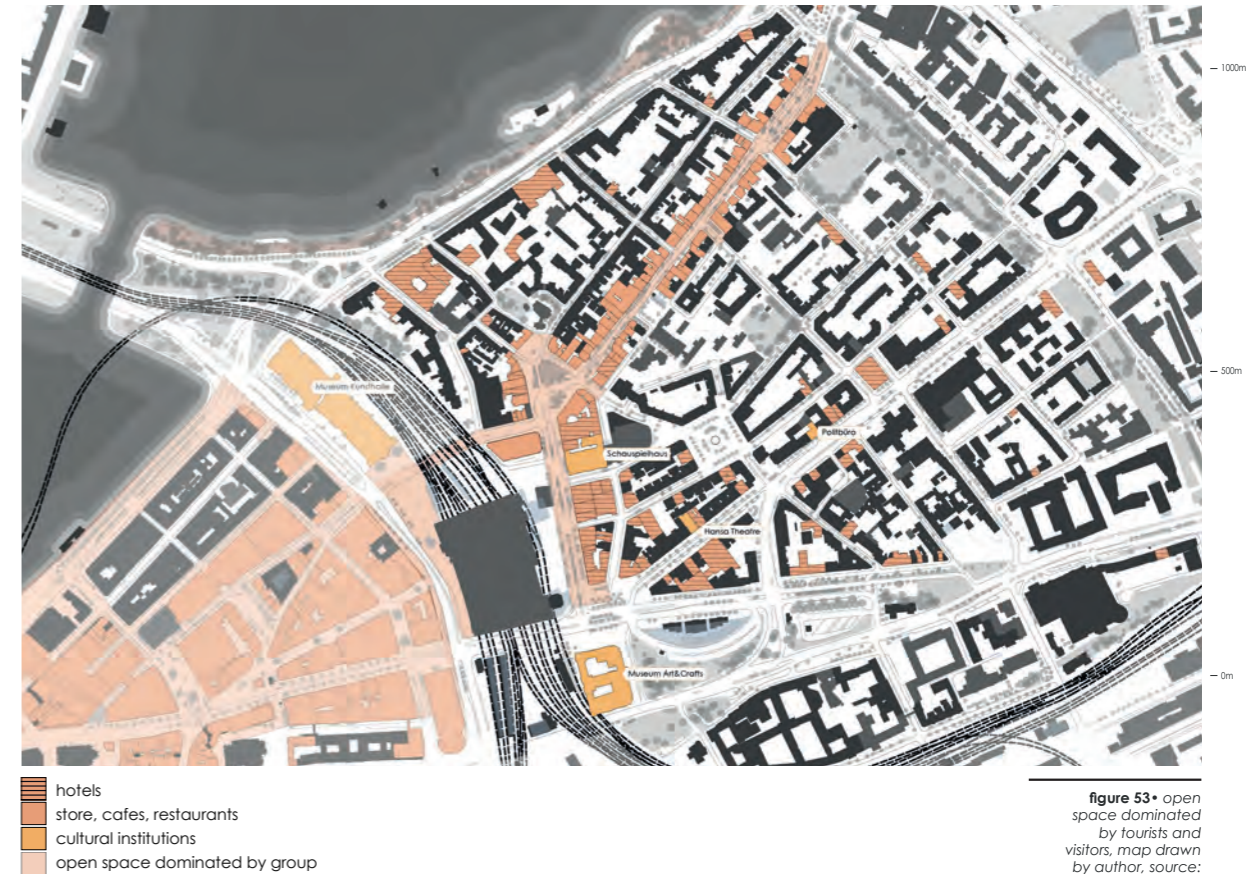 1000m
Museum Kunsthalle
500m
Politbüro
Schauspielhaus
Hansa Theatre
Museum Art&Crafts
0m
hotels
store, cafes, restaurants
cultural institutions
open space dominated by group
figure 53• open
space dominated
by tourists and
visitors, map drawn
by author, source: